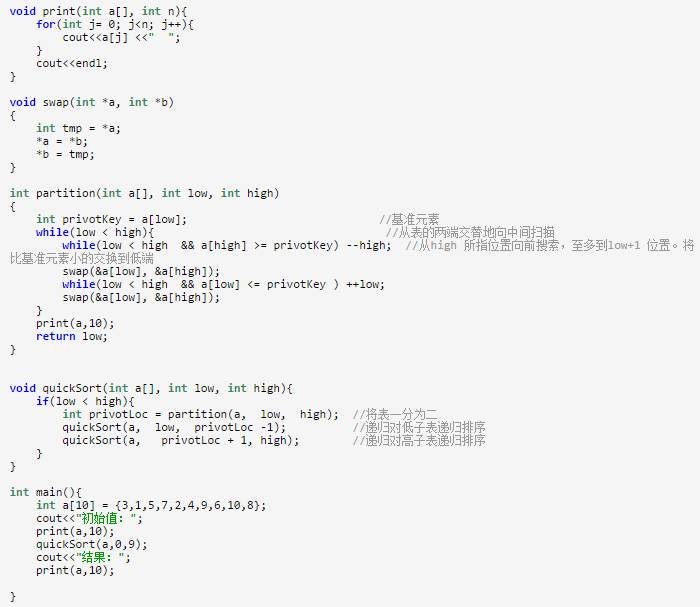 void print(int a[], int n){
    for(int j= 0; j<n; j++){
        cout<<a[j] <<"  ";
    }
    cout<<endl;
}

void swap(int *a, int *b)
{
    int tmp = *a;
    *a = *b;
    *b = tmp;
}

int partition(int a[], int low, int high)
{
    int privotKey = a[low];                             //基准元素
    while(low < high){                                   //从表的两端交替地向中间扫描
        while(low < high  && a[high] >= privotKey) --high;  //从high 所指位置向前搜索，至多到low+1 位置。将
比基准元素小的交换到低端
        swap(&a[low], &a[high]);
        while(low < high  && a[low] <= privotKey ) ++low;
        swap(&a[low], &a[high]);
    }
    print(a,10);
    return low;
}


void quickSort(int a[], int low, int high){
    if(low < high){
        int privotLoc = partition(a,  low,  high);  //将表一分为二
        quickSort(a,  low,  privotLoc -1);          //递归对低子表递归排序
        quickSort(a,   privotLoc + 1, high);        //递归对高子表递归排序
    }
}

int main(){
    int a[10] = {3,1,5,7,2,4,9,6,10,8};
    cout<<"初始值：";
    print(a,10);
    quickSort(a,0,9);
    cout<<"结果：";
    print(a,10);

}